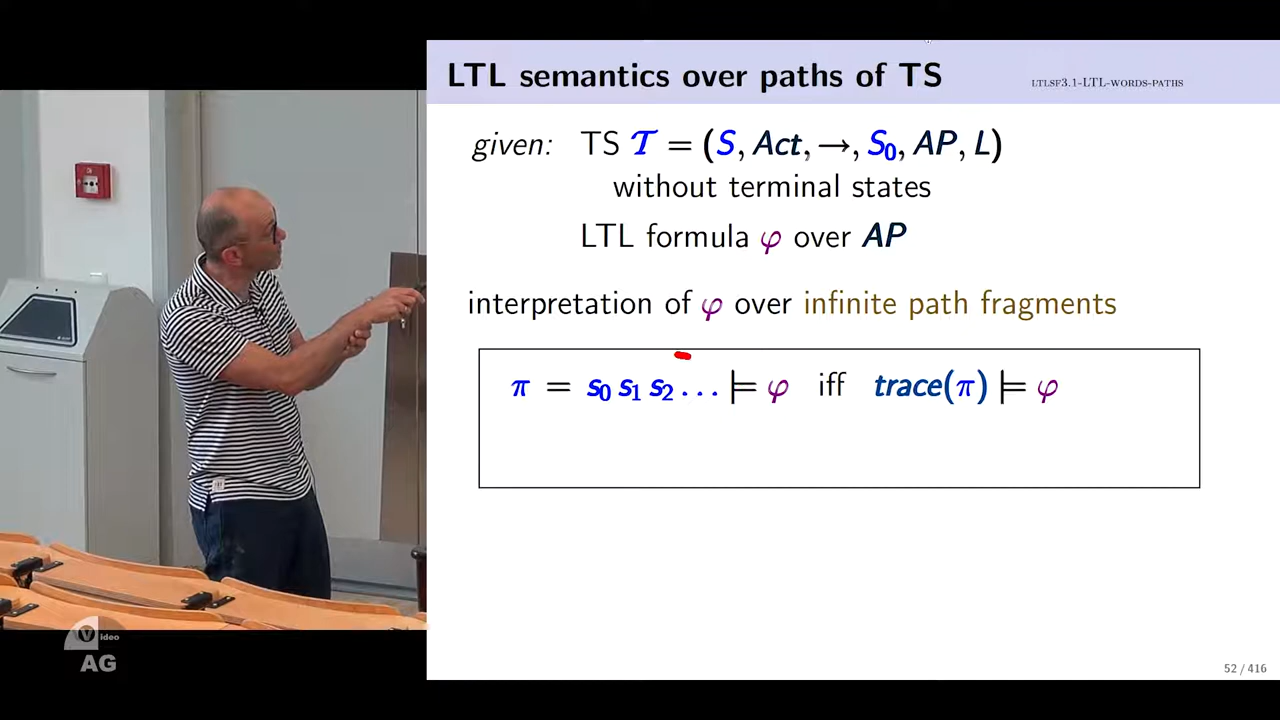 LTL semantics over paths of TS
LTLSF3.1-LTL-WORDS-PATHS
given: TS 𝒯 = (S, Act, →, S₀, AP, L)
without terminal states
LTL formula φ over AP
interpretation of φ over infinite path fragments
π = s₀ s₁ s₂ ... ⊨ φ iff trace(π) ⊨ φ
52 / 416
Video
AG